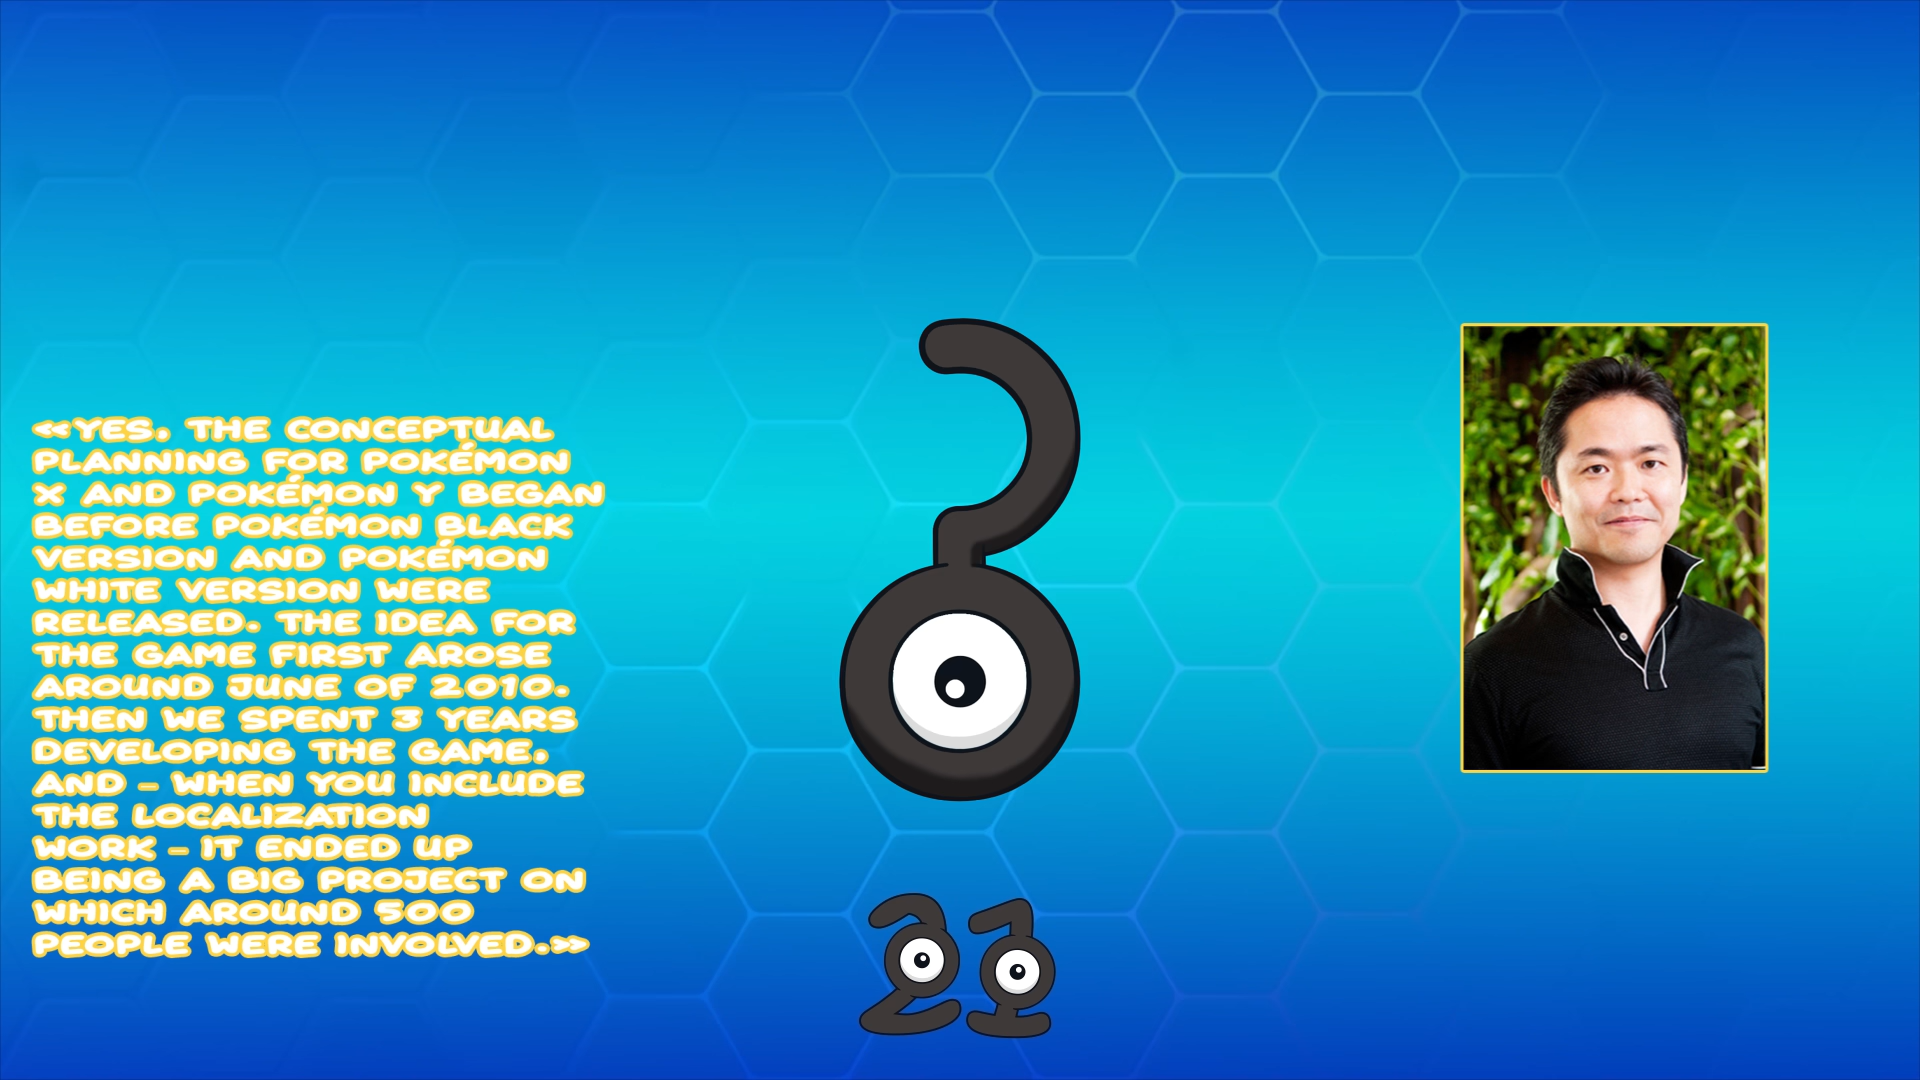 «YES, THE CONCEPTUAL
PLANNING FOR POKÉMON
X AND POKÉMON Y BEGAN
BEFORE POKÉMON BLACK
VERSION AND POKÉMON
WHITE VERSION WERE
RELEASED. THE IDEA FOR
THE GAME FIRST AROSE
AROUND JUNE OF 2010.
THEN WE SPENT 3 YEARS
DEVELOPING THE GAME,
AND – WHEN YOU INCLUDE
THE LOCALIZATION
WORK – IT ENDED UP
BEING A BIG PROJECT ON
WHICH AROUND 500
PEOPLE WERE INVOLVED.»
?
21